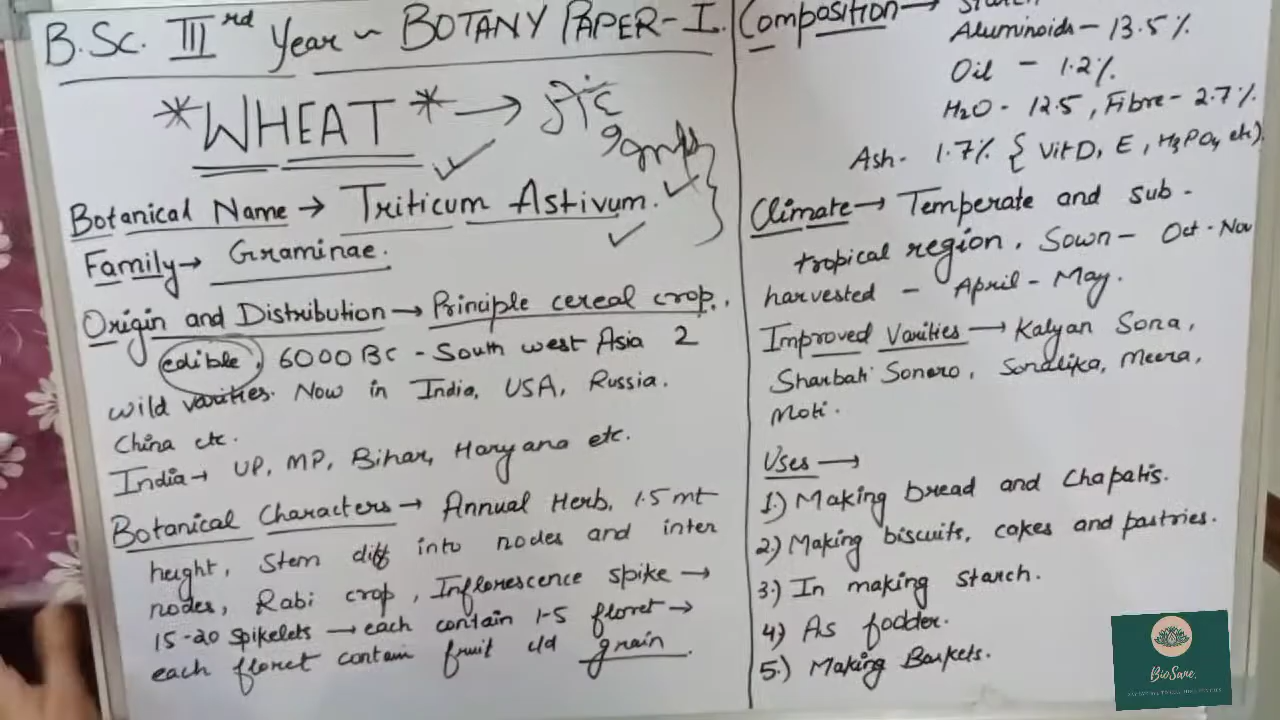 B.Sc. IIIrd Year ~ BOTANY PAPER-I.
*WHEAT* →
Botanical Name → Triticum Astivum.
Family → Graminae.
Origin and Distribution → Principle cereal crop.
edible, 6000 BC - South west Asia 2
wild varities. Now in India, USA, Russia.
China etc.
India → UP, MP, Bihar, Haryana etc.
Botanical Characters → Annual Herb, 1.5 mt
height, Stem diff into nodes and inter
nodes, Rabi crop, Inflorescence spike →
15-20 spikelets → each contain 1-5 floret →
each floret contain fruit c/d grain.
Composition →
Aluminoids - 13.5%
Oil - 1.2%
H2O - 12.5, Fibre - 2.7%
Ash - 1.7% { Vit D, E, H3PO4 etc).
Climate → Temperate and sub-
tropical region. Sown - Oct-Nov
harvested - April - May.
Improved Varities → Kalyan Sona,
Sharbati Sonoro, Sonalika, Meera,
Moti.
Uses →
1.) Making bread and Chapatis.
2.) Making biscuits, cakes and pastries.
3.) In making starch.
4) As fodder.
5.) Making Baskets.
BioSane.